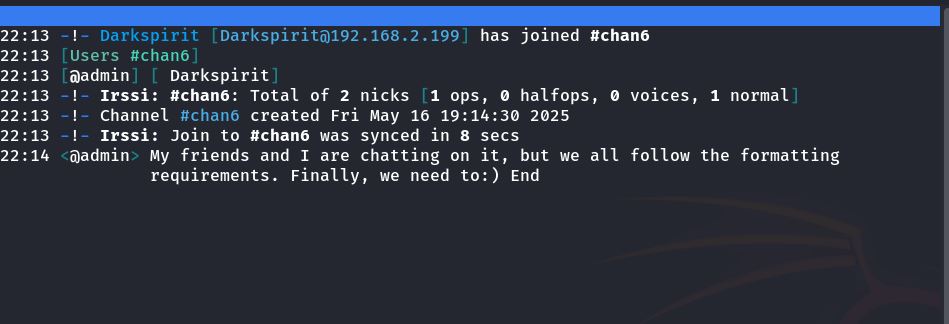 22:13 -!- Darkspirit [Darkspirit@192.168.2.199] has joined #chan6
22:13 [Users #chan6]
22:13 [@admin] [ Darkspirit]
22:13 -!- Irssi: #chan6: Total of 2 nicks [1 ops, 0 halfops, 0 voices, 1 normal]
22:13 -!- Channel #chan6 created Fri May 16 19:14:30 2025
22:13 -!- Irssi: Join to #chan6 was synced in 8 secs
22:14 <@admin> My friends and I are chatting on it, but we all follow the formatting
requirements. Finally, we need to:) End